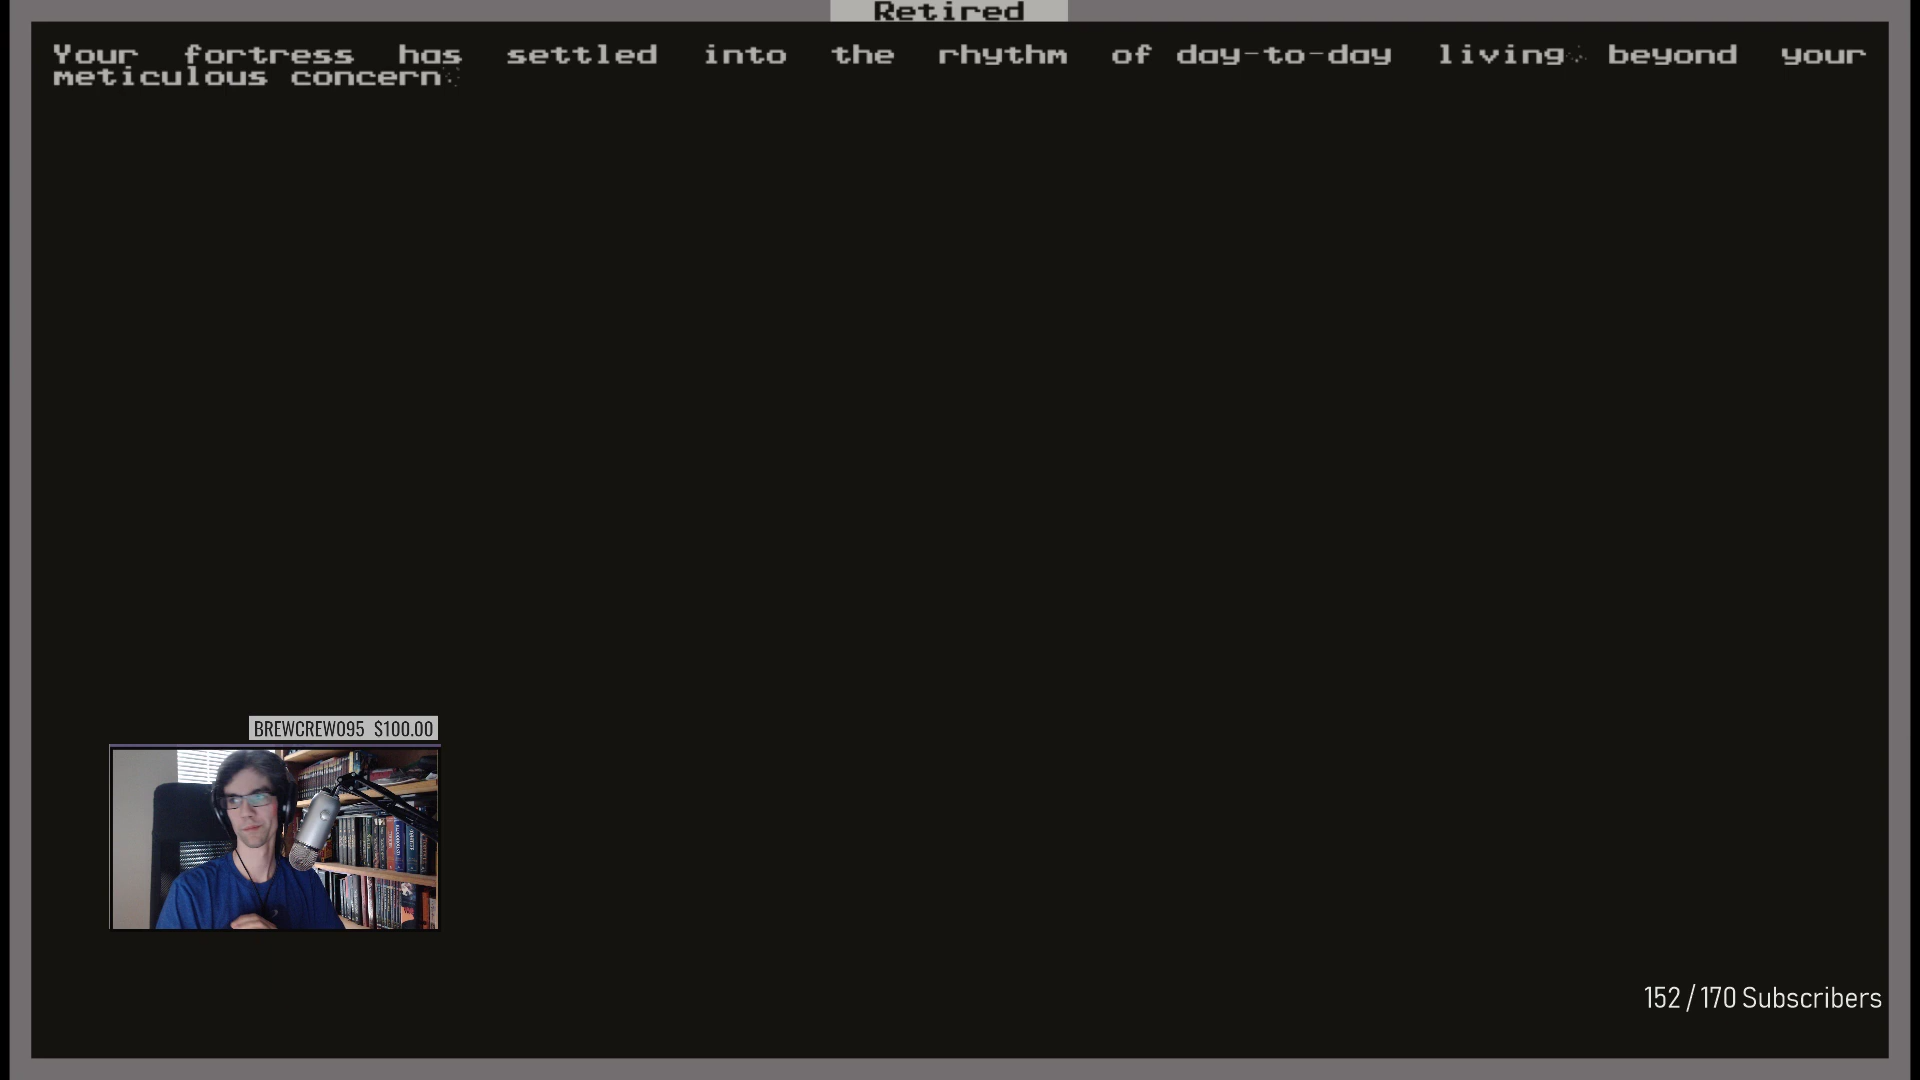 Retired
Your fortress has settled into the rhythm of day-to-day living, beyond your
meticulous concern.
BREWCREW095 $100.00
152 / 170 Subscribers